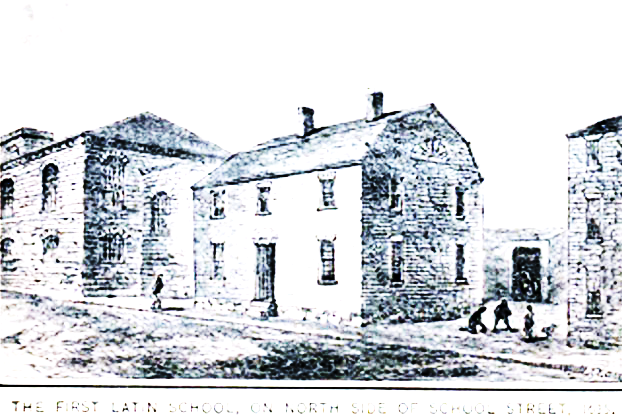 THE FIRST LATIN SCHOOL, ON NORTH SIDE OF SCHOOL STREET,